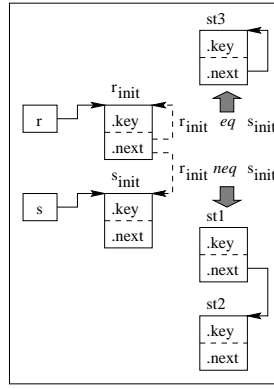 st3
.key
.next
r_init
r
.key
.next
r_init eq s_init
r_init neq s_init
s_init
s
.key
.next
st1
.key
.next
st2
.key
.next